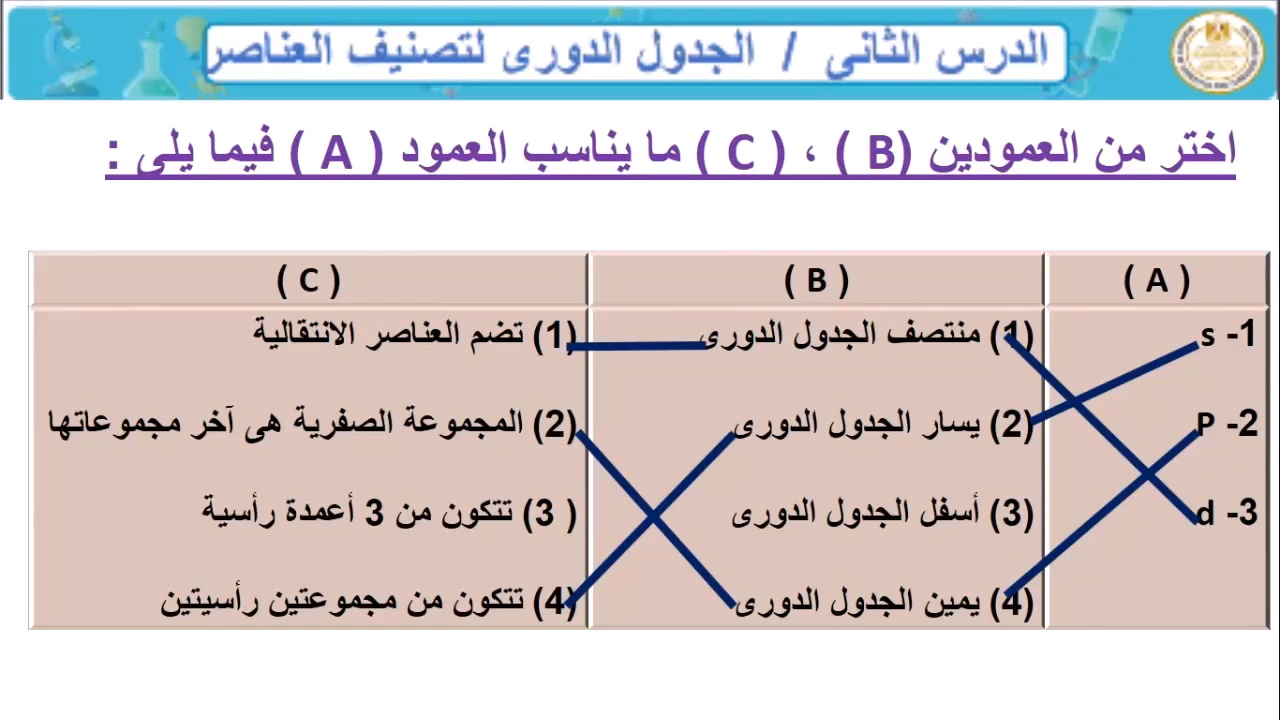 الدرس الثانى / الجدول الدورى لتصنيف العناصر
اختر من العمودين (B ) ، ( C ) ما يناسب العمود ( A ) فيما يلى :
( A ) ( B ) ( C )
1- s (1) منتصف الجدول الدورى (1) تضم العناصر الانتقالية
2- P (2) يسار الجدول الدورى (2) المجموعة الصفرية هى آخر مجموعاتها
3- d (3) أسفل الجدول الدورى (3 ) تتكون من 3 أعمدة رأسية
(4) يمين الجدول الدورى (4) تتكون من مجموعتين رأسيتين